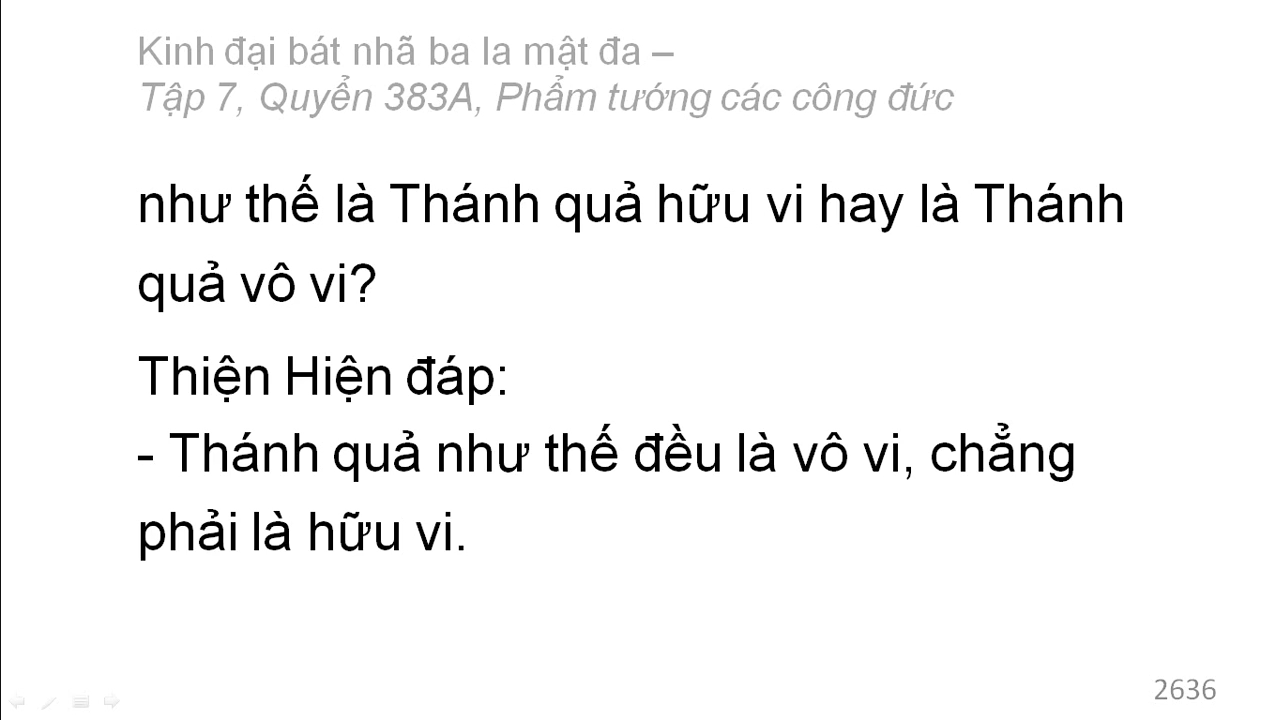 Kinh đại bát nhã ba la mật đa –
Tập 7, Quyển 383A, Phẩm tướng các công đức
như thế là Thánh quả hữu vi hay là Thánh
quả vô vi?
Thiện Hiện đáp:
- Thánh quả như thế đều là vô vi, chẳng
phải là hữu vi.
2636